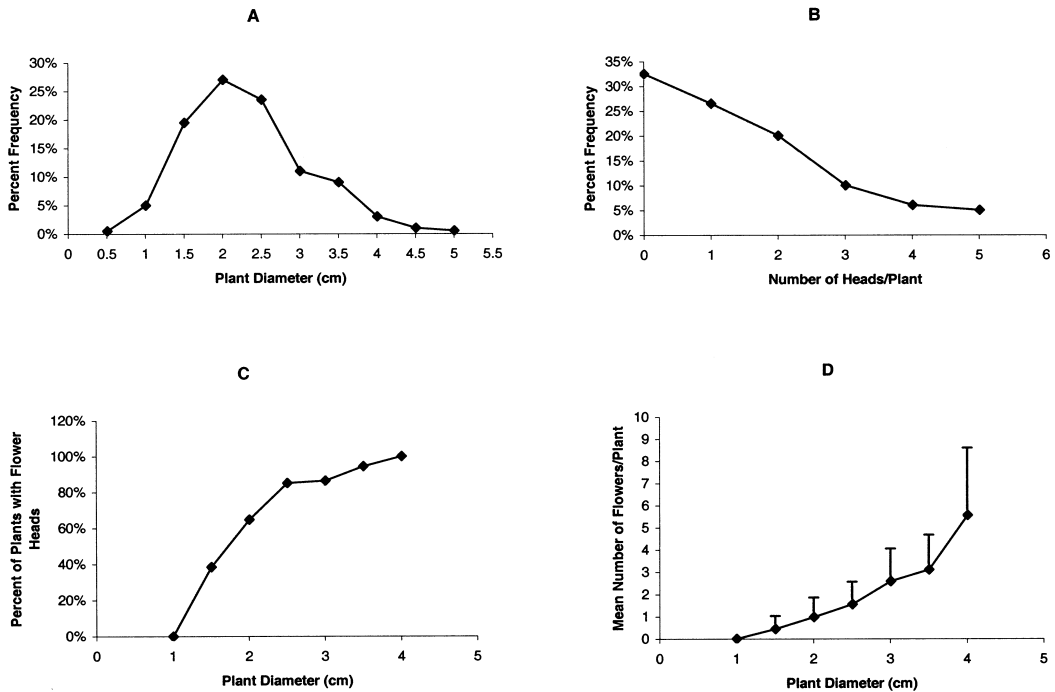 A
30%
25%
20%
15%
10%
5%
0%
0 0.5 1 1.5 2 2.5 3 3.5 4 4.5 5 5.5
Percent Frequency
Plant Diameter (cm)
B
35%
30%
25%
20%
15%
10%
5%
0%
0 1 2 3 4 5 6
Percent Frequency
Number of Heads/Plant
C
120%
100%
80%
60%
40%
20%
0%
0 1 2 3 4 5
Percent of Plants with Flower
Heads
Plant Diameter (cm)
D
10
9
8
7
6
5
4
3
2
1
0
0 1 2 3 4 5
Mean Number of Flowers/Plant
Plant Diameter (cm)